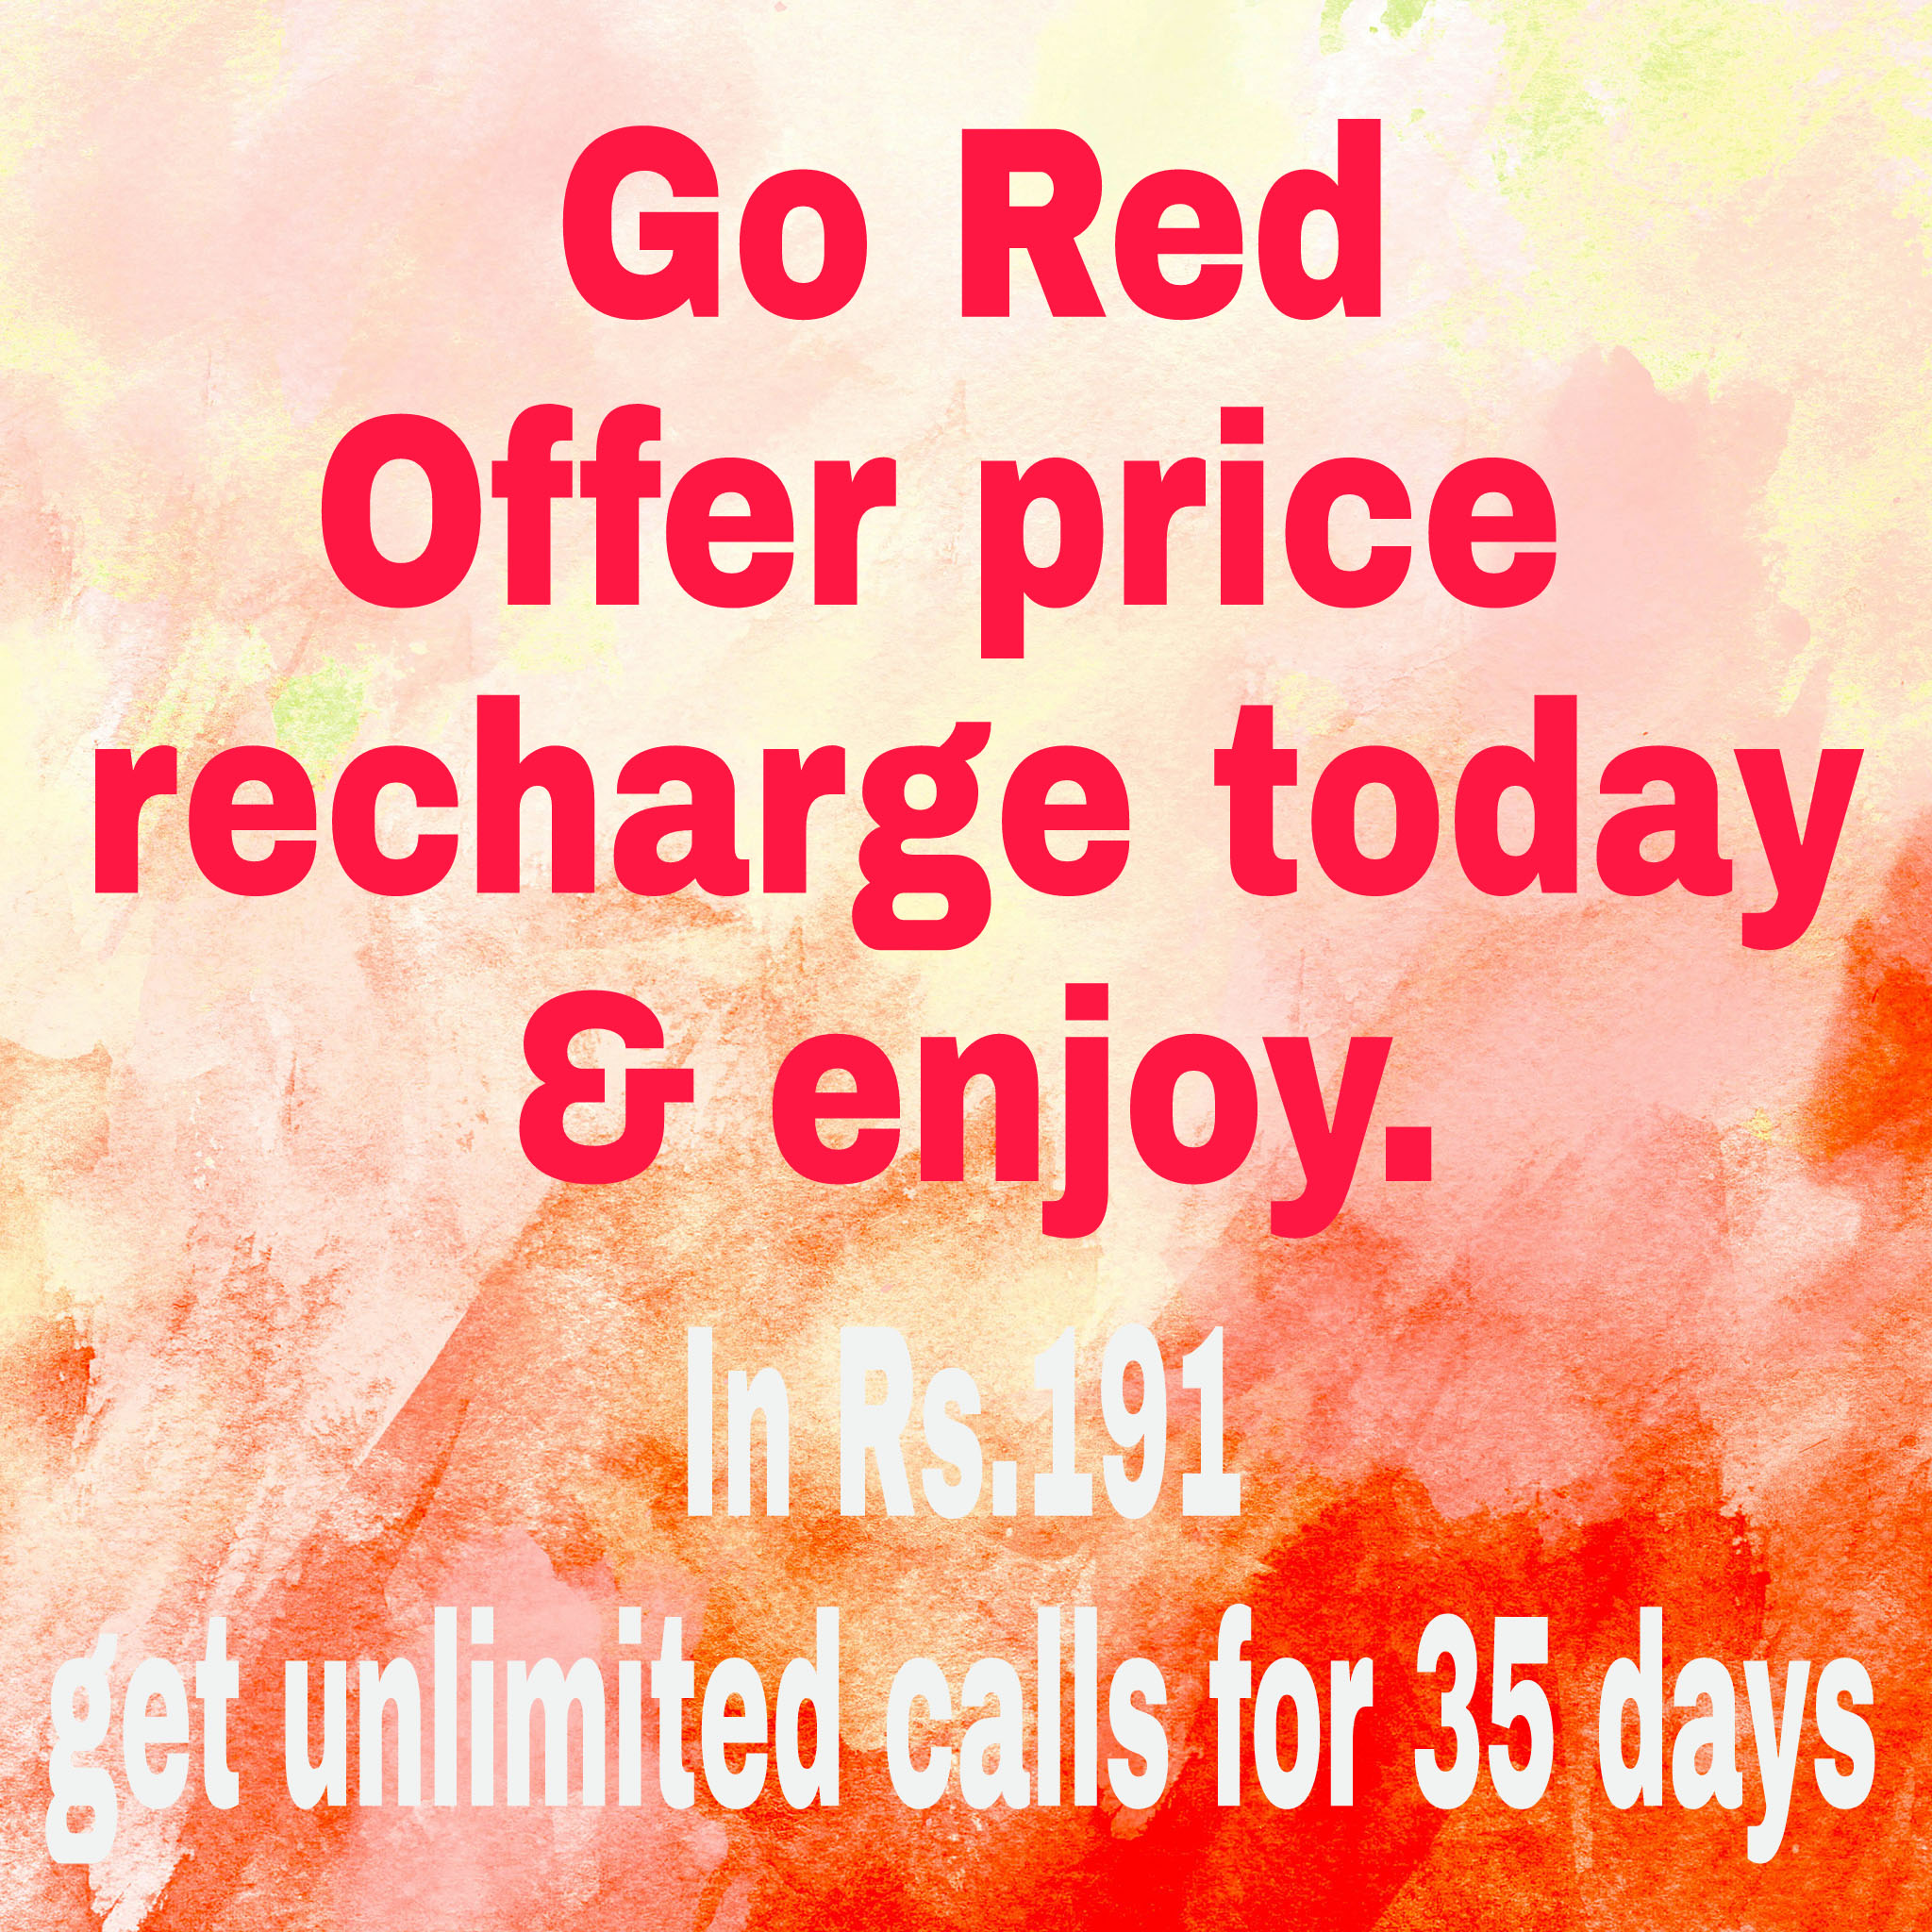 Go Red
Offer price
recharge today
& enjoy.
In Rs.191
get unlimited calls for 35 days